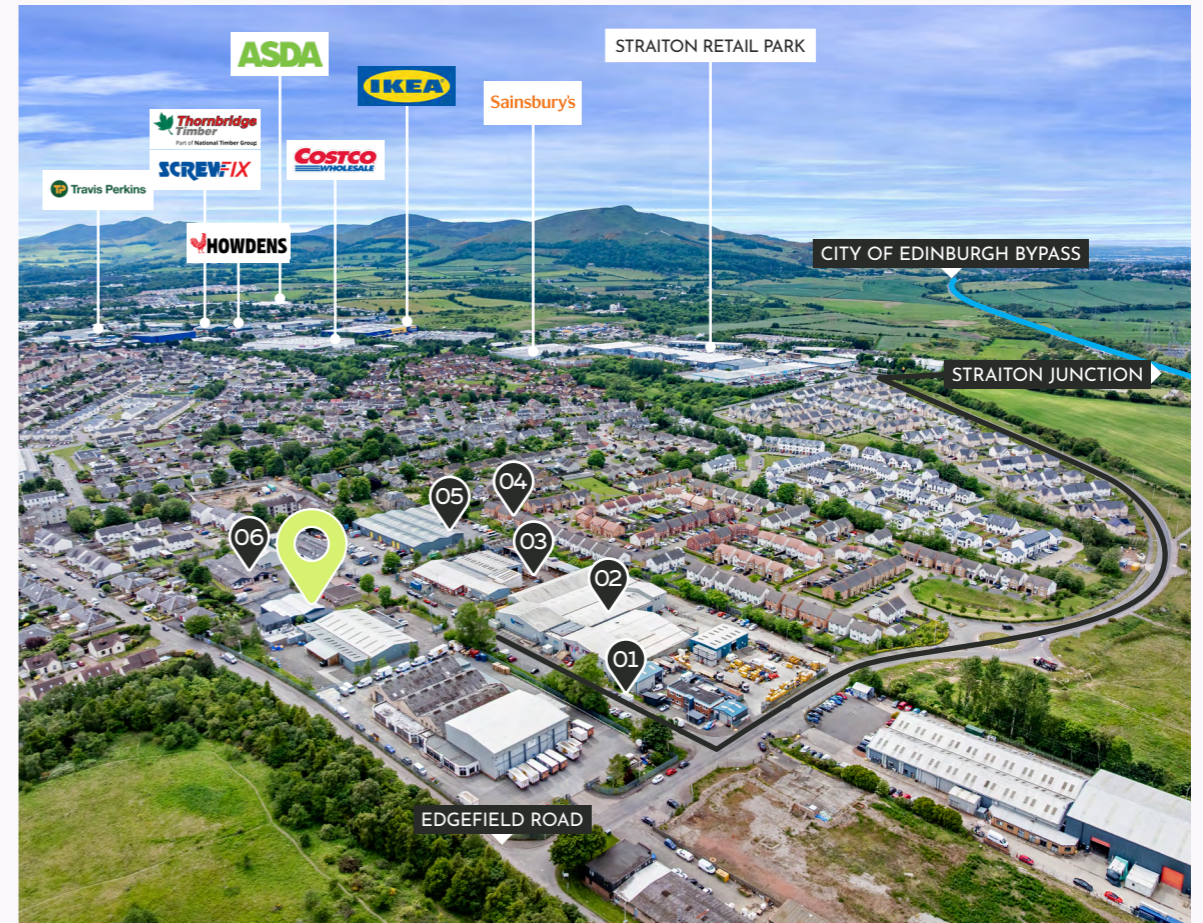 ASDA
STRAITON RETAIL PARK
IKEA
Sainsbury's
Thornbridge
Timber
Part of National Timber Group
SCREWFIX
COSTCO
WHOLESALE
TP Travis Perkins
HOWDENS
CITY OF EDINBURGH BYPASS
STRAITON JUNCTION
05
04
06
03
02
01
EDGEFIELD ROAD